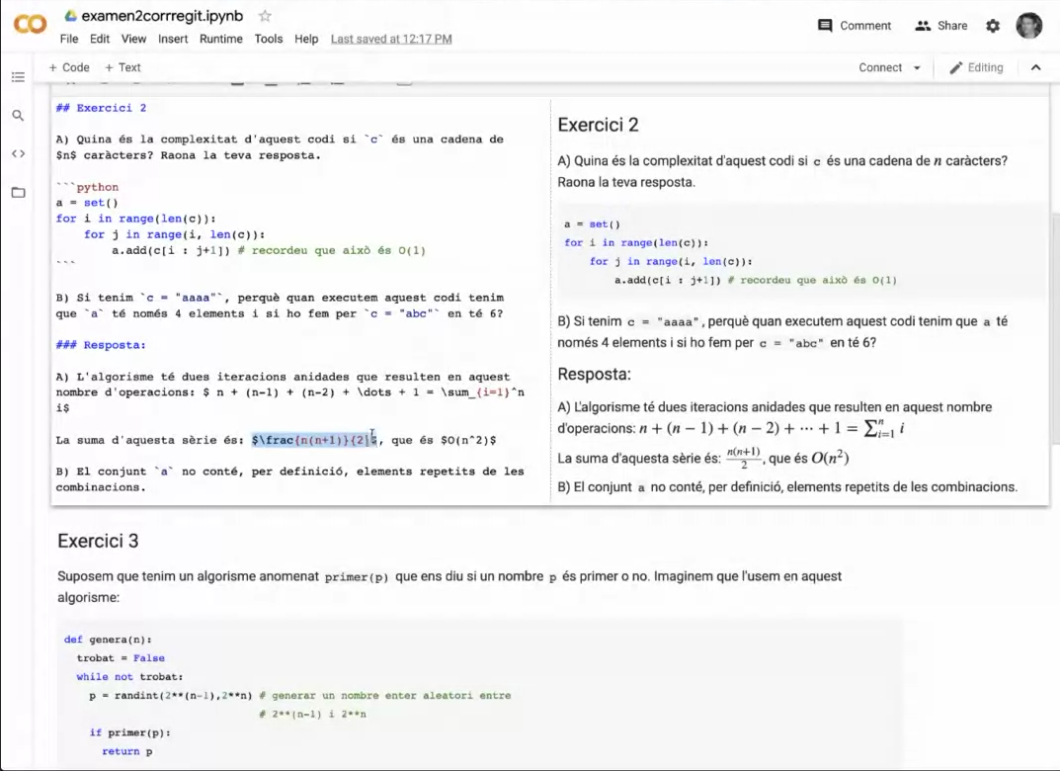 examen2corrregit.ipynb
File Edit View Insert Runtime Tools Help Last saved at 12:17 PM
Comment Share
+ Code + Text
Connect Editing
## Exercici 2
A) Quina és la complexitat d'aquest codi si `c` és una cadena de
$n$ caràcters? Raona la teva resposta.
```python
a = set()
for i in range(len(c)):
for j in range(i, len(c)):
a.add(c[i : j+1]) # recordeu que això és O(1)
```
B) Si tenim `c = "aaaa"`, perquè quan executem aquest codi tenim
que `a` té només 4 elements i si ho fem per `c = "abc"` en té 6?
### Resposta:
A) L'algorisme té dues iteracions anidades que resulten en aquest
nombre d'operacions: $ n + (n-1) + (n-2) + \dots + 1 = \sum_{i=1}^n
i$
La suma d'aquesta sèrie és: $\frac{n(n+1)}{2}$, que és $O(n^2)$
B) El conjunt `a` no conté, per definició, elements repetits de les
combinacions.
Exercici 2
A) Quina és la complexitat d'aquest codi si c és una cadena de n caràcters?
Raona la teva resposta.
a = set()
for i in range(len(c)):
for j in range(i, len(c)):
a.add(c[i : j+1]) # recordeu que això és O(1)
B) Si tenim c = "aaaa", perquè quan executem aquest codi tenim que a té
només 4 elements i si ho fem per c = "abc" en té 6?
Resposta:
A) L'algorisme té dues iteracions anidades que resulten en aquest nombre
d'operacions: n + (n − 1) + (n − 2) + ⋯ + 1 = ∑ⁿᵢ₌₁ i
La suma d'aquesta sèrie és: n(n+1)/2, que és O(n²)
B) El conjunt a no conté, per definició, elements repetits de les combinacions.
Exercici 3
Suposem que tenim un algorisme anomenat primer(p) que ens diu si un nombre p és primer o no. Imaginem que l'usem en aquest
algorisme:
def genera(n):
trobat = False
while not trobat:
p = randint(2**(n-1),2**n) # generar un nombre enter aleatori entre
# 2**(n-1) i 2**n
if primer(p):
return p